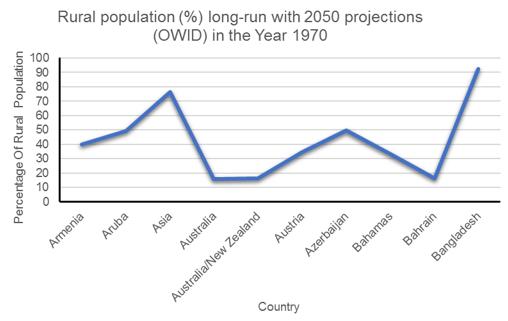 Rural population (%) long-run with 2050 projections
(OWID) in the Year 1970
Percentage Of Rural Population
100
90
80
70
60
50
40
30
20
10
0
Armenia
Aruba
Asia
Australia
Australia/New Zealand
Austria
Azerbaijan
Bahamas
Bahrain
Bangladesh
Country